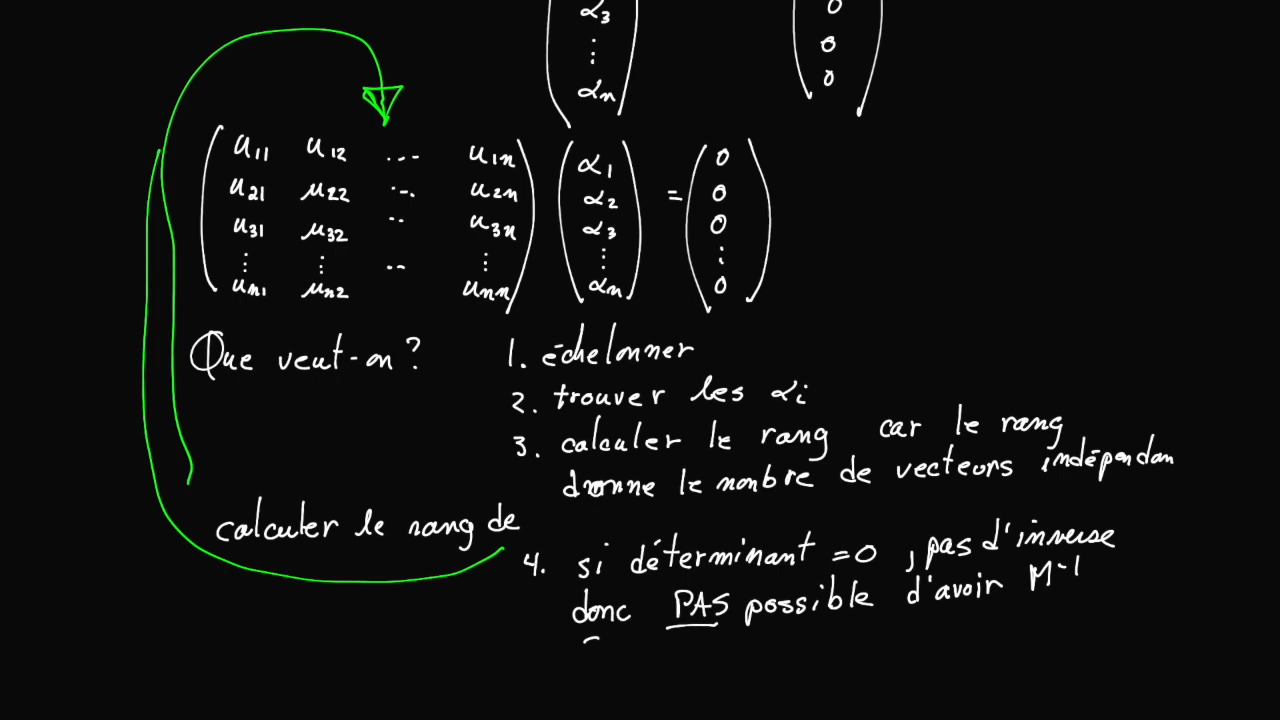 α3 0
⋮ 0
αn 0
u11 u12 ... u1n α1 0
u21 u22 ... u2n α2 = 0
u31 u32 .. u3n α3 0
⋮ ⋮ .. ⋮ ⋮ ⋮
un1 un2 unn αn 0
Que veut-on ? 1. échelonner
2. trouver les αi
3. calculer le rang car le rang
dronne le nombre de vecteurs indépendan
calculer le rang de
4. si déterminant =0 , pas d'inverse
donc PAS possible d'avoir M-1